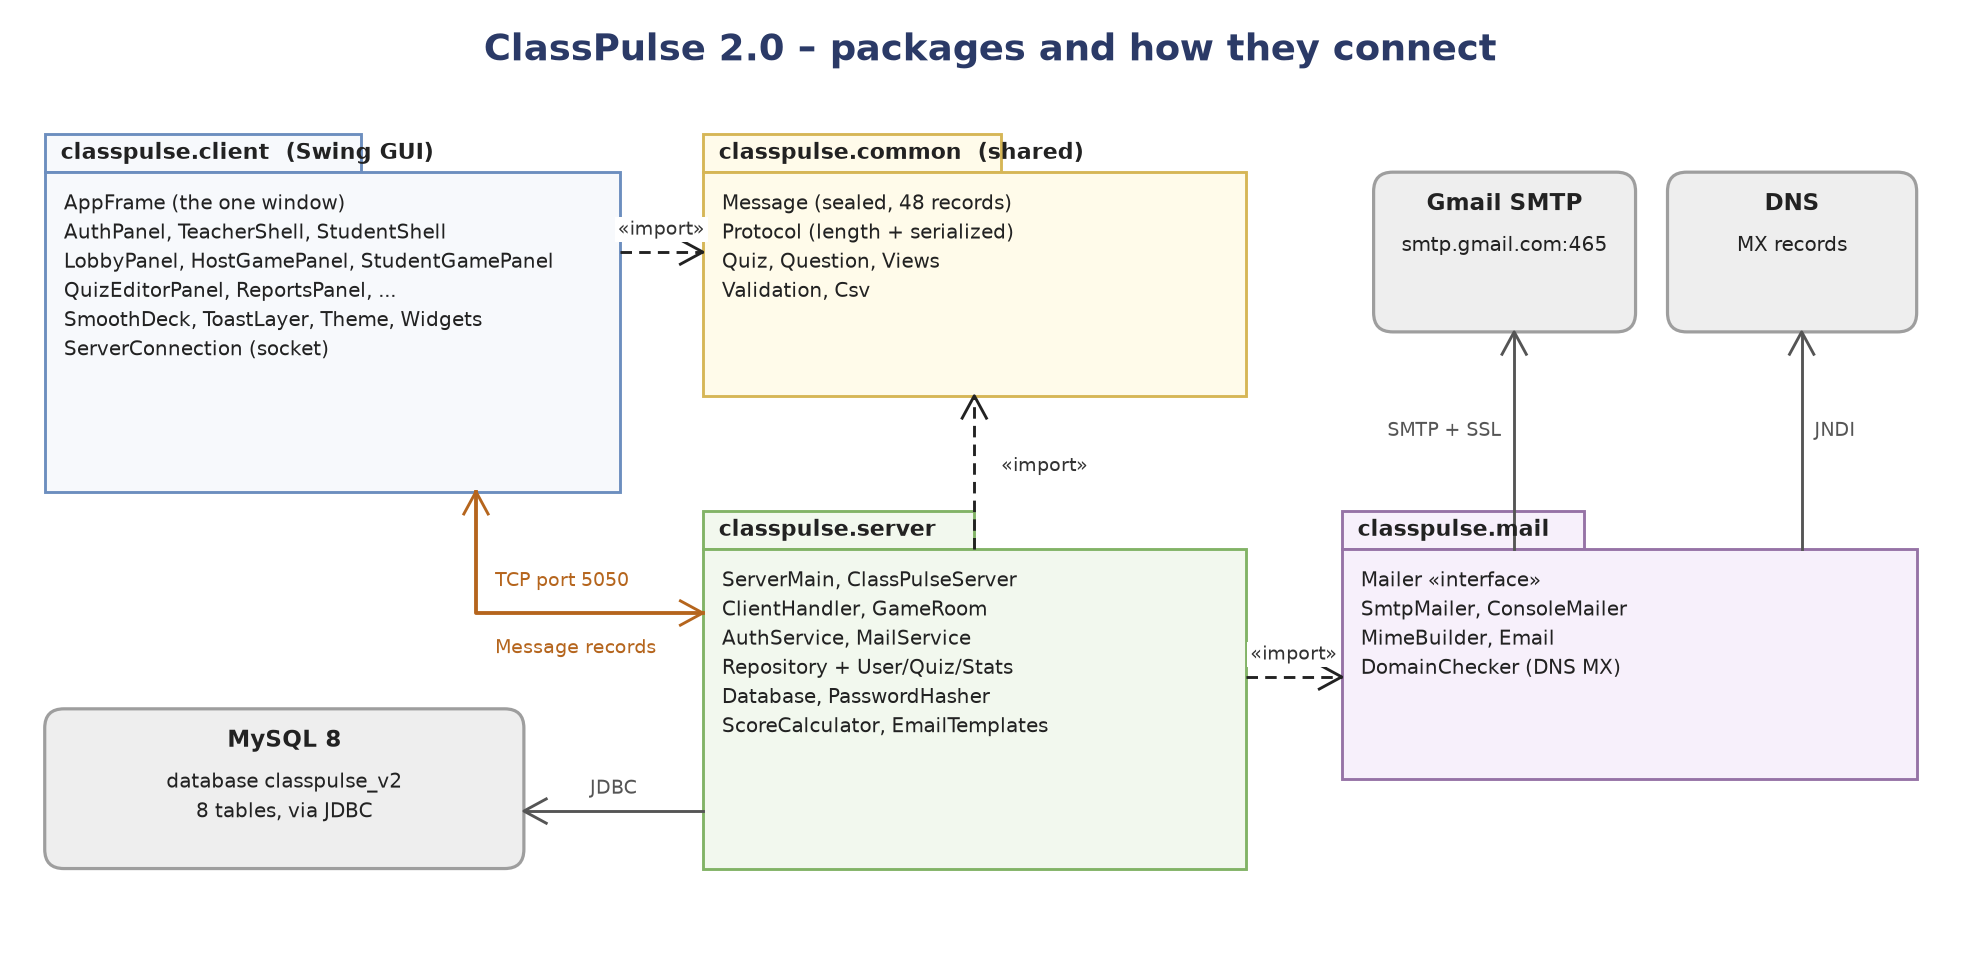 ClassPulse 2.0 – packages and how they connect
classpulse.client  (Swing GUI)
AppFrame (the one window)
AuthPanel, TeacherShell, StudentShell
LobbyPanel, HostGamePanel, StudentGamePanel
QuizEditorPanel, ReportsPanel, ...
SmoothDeck, ToastLayer, Theme, Widgets
ServerConnection (socket)
«import»
classpulse.common  (shared)
Message (sealed, 48 records)
Protocol (length + serialized)
Quiz, Question, Views
Validation, Csv
Gmail SMTP
smtp.gmail.com:465
DNS
MX records
SMTP + SSL
JNDI
«import»
TCP port 5050
Message records
classpulse.server
ServerMain, ClassPulseServer
ClientHandler, GameRoom
AuthService, MailService
Repository + User/Quiz/Stats
Database, PasswordHasher
ScoreCalculator, EmailTemplates
«import»
classpulse.mail
Mailer «interface»
SmtpMailer, ConsoleMailer
MimeBuilder, Email
DomainChecker (DNS MX)
MySQL 8
database classpulse_v2
8 tables, via JDBC
JDBC